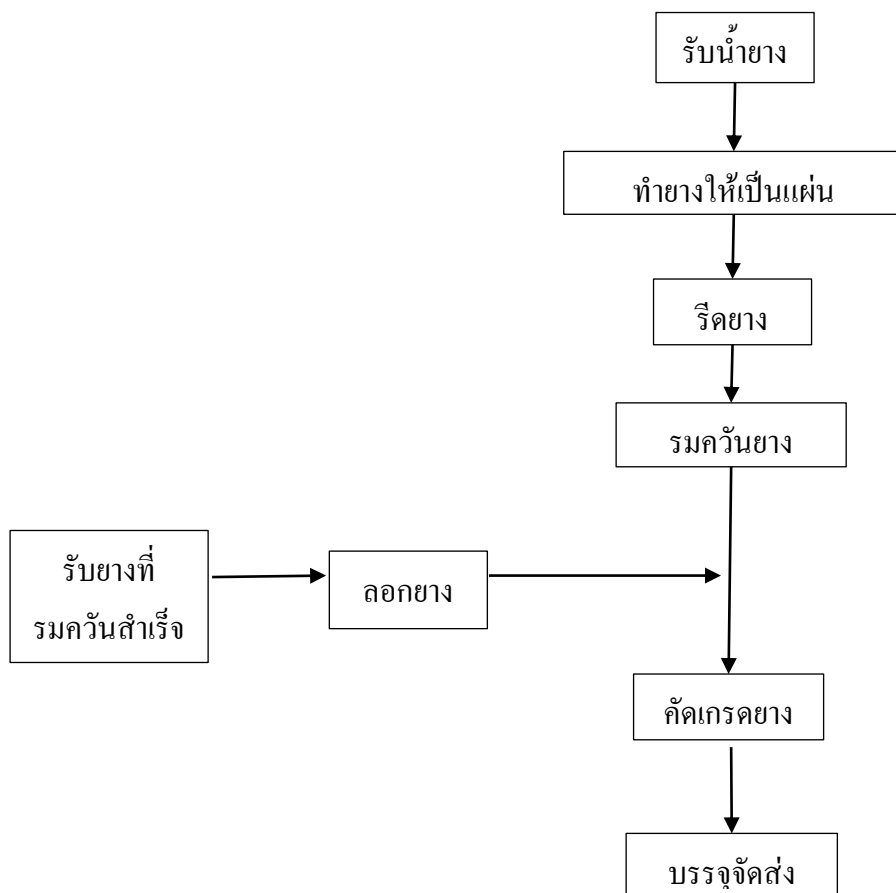 รับน้ำยาง
ทำยางให้เป็นแผ่น
รีดยาง
รมควันยาง
รับยางที่
รมควันสำเร็จ
ลอกยาง
คัดเกรดยาง
บรรจุจัดส่ง